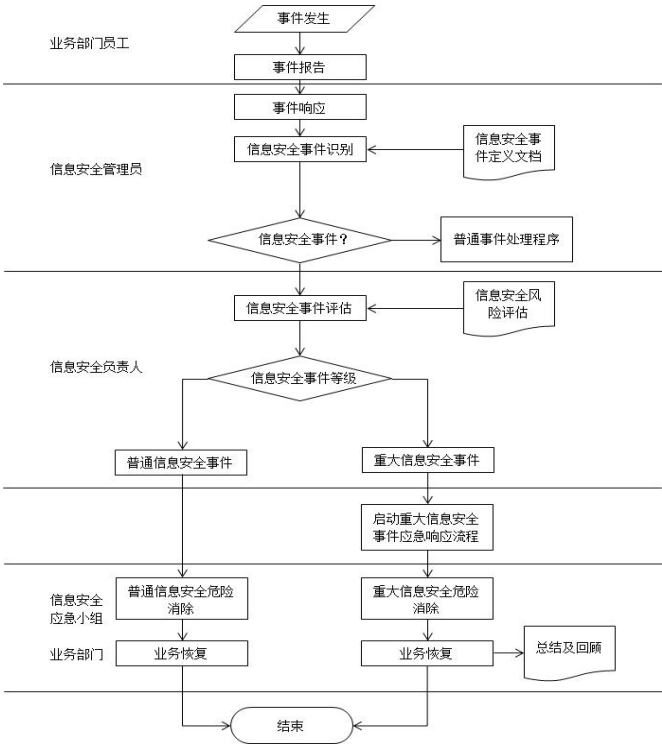 事件发生
业务部门员工
事件报告
事件响应
信息安全事
件定义文档
信息安全事件识别
信息安全管理员
信息安全事件？
普通事件处理程序
信息安全风
险评估
信息安全事件评估
信息安全负责人
信息安全事件等级
普通信息安全事件
重大信息安全事件
启动重大信息安全
事件应急响应流程
信息安全
应急小组
普通信息安全危险
消除
重大信息安全危险
消除
业务部门
业务恢复
业务恢复
总结及回顾
结束